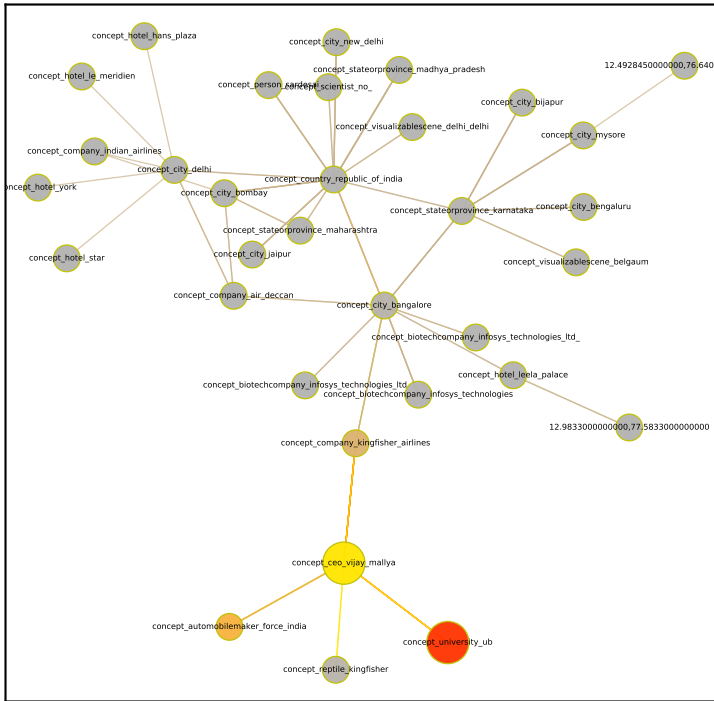 concept_hotel_hans_plaza
concept_city_new_delhi
concept_hotel_le_meridien
concept_stateorprovince_madhya_pradesh
12.4928450000000,76.640
concept_person_sardesai
concept_scientist_no_
concept_city_bijapur
concept_visualizablescene_delhi_delhi
concept_city_mysore
concept_company_indian_airlines
concept_city_delhi
concept_country_republic_of_india
concept_hotel_york
concept_city_bombay
concept_stateorprovince_karnataka
concept_city_bengaluru
concept_stateorprovince_maharashtra
concept_city_jaipur
concept_hotel_star
concept_visualizablescene_belgaum
concept_company_air_deccan
concept_city_bangalore
concept_biotechcompany_infosys_technologies_ltd_
concept_hotel_leela_palace
concept_biotechcompany_infosys_technologies_ltd
concept_biotechcompany_infosys_technologies
12.9833000000000,77.5833000000000
concept_company_kingfisher_airlines
concept_ceo_vijay_mallya
concept_automobilemaker_force_india
concept_university_ub
concept_reptile_kingfisher